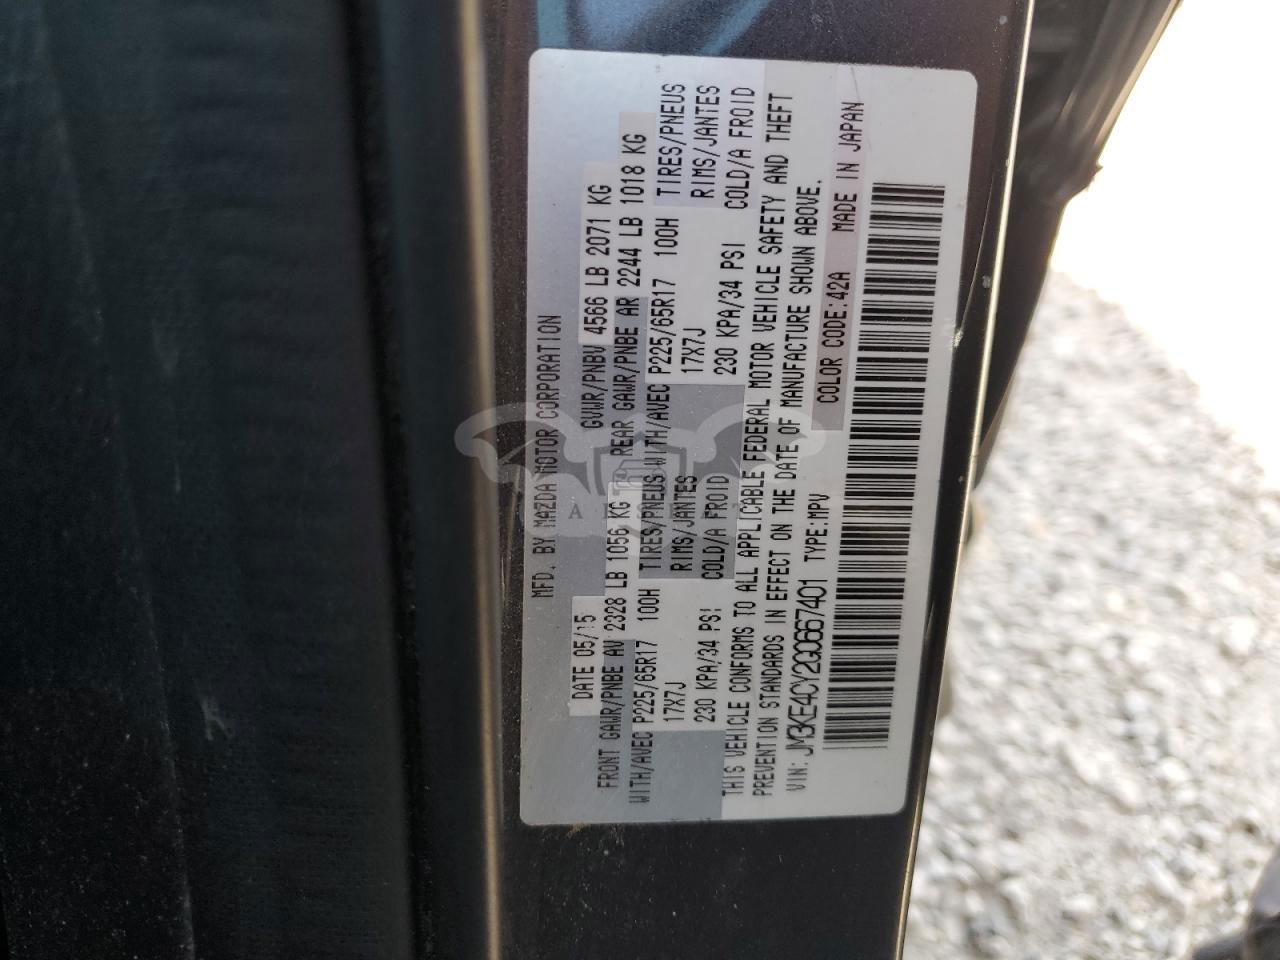 MFD. BY MAZDA MOTOR CORPORATION
DATE 05/15 GVWR/PNBV 4566 LB 2071 KG
FRONT GAWR/PNBE AV 2328 LB 1056 KG REAR GAWR/PNBE AR 2244 LB 1018 KG
WITH/AVEC P225/65R17 100H TIRES/PNEUS WITH/AVEC P225/65R17 100H TIRES/PNEUS
17X7J RIMS/JANTES 17X7J RIMS/JANTES
230 KPA/34 PSI COLD/A FROID 230 KPA/34 PSI COLD/A FROID
THIS VEHICLE CONFORMS TO ALL APPLICABLE FEDERAL MOTOR VEHICLE SAFETY AND THEFT
PREVENTION STANDARDS IN EFFECT ON THE DATE OF MANUFACTURE SHOWN ABOVE.
VIN: JM3KE4CY2G0667401 TYPE:MPV COLOR CODE:42A MADE IN JAPAN